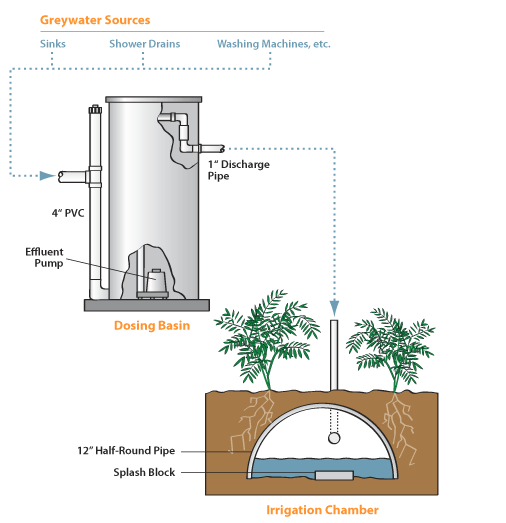 Greywater Sources
Sinks
Shower Drains
Washing Machines, etc.
1" Discharge
Pipe
4" PVC
Effluent
Pump
Dosing Basin
12" Half-Round Pipe
Splash Block
Irrigation Chamber